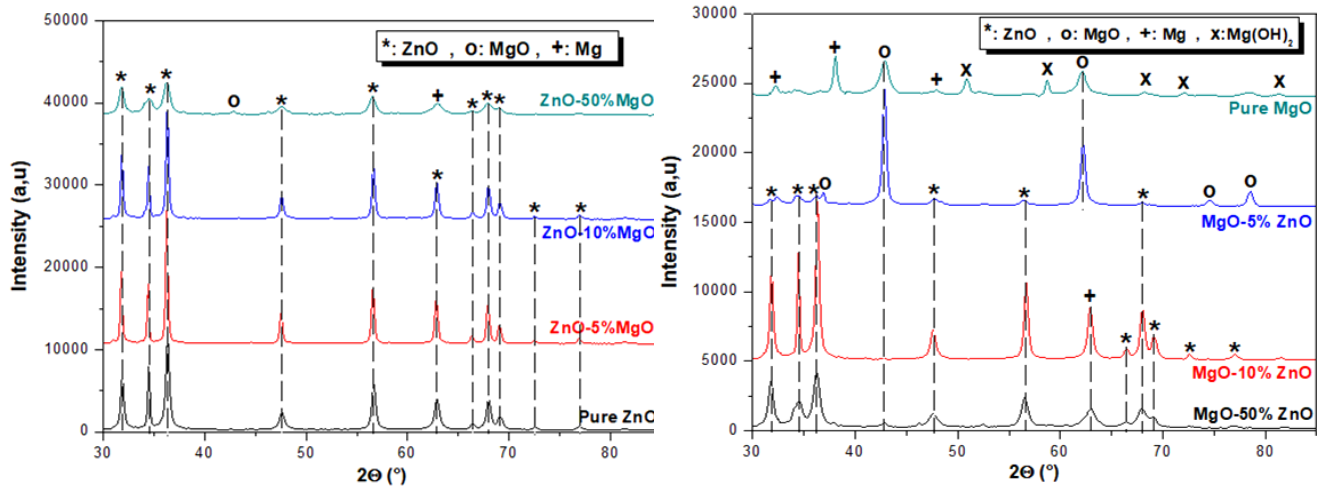 50000
40000
30000
20000
10000
0
Intensity (a,u)
*: ZnO , o: MgO , +: Mg
* * * o * * + * * *
ZnO-50%MgO
*
* *
ZnO-10%MgO
ZnO-5%MgO
Pure ZnO
30 40 50 60 70 80
2Θ (°)
30000
25000
20000
15000
10000
5000
0
Intensity (a,u)
*: ZnO , o: MgO , +: Mg , x:Mg(OH)2
+ + o + x x o x x x
Pure MgO
* * * o * * * o o
MgO-5% ZnO
+ * * * *
MgO-10% ZnO
MgO-50% ZnO
30 40 50 60 70 80
2Θ (°)